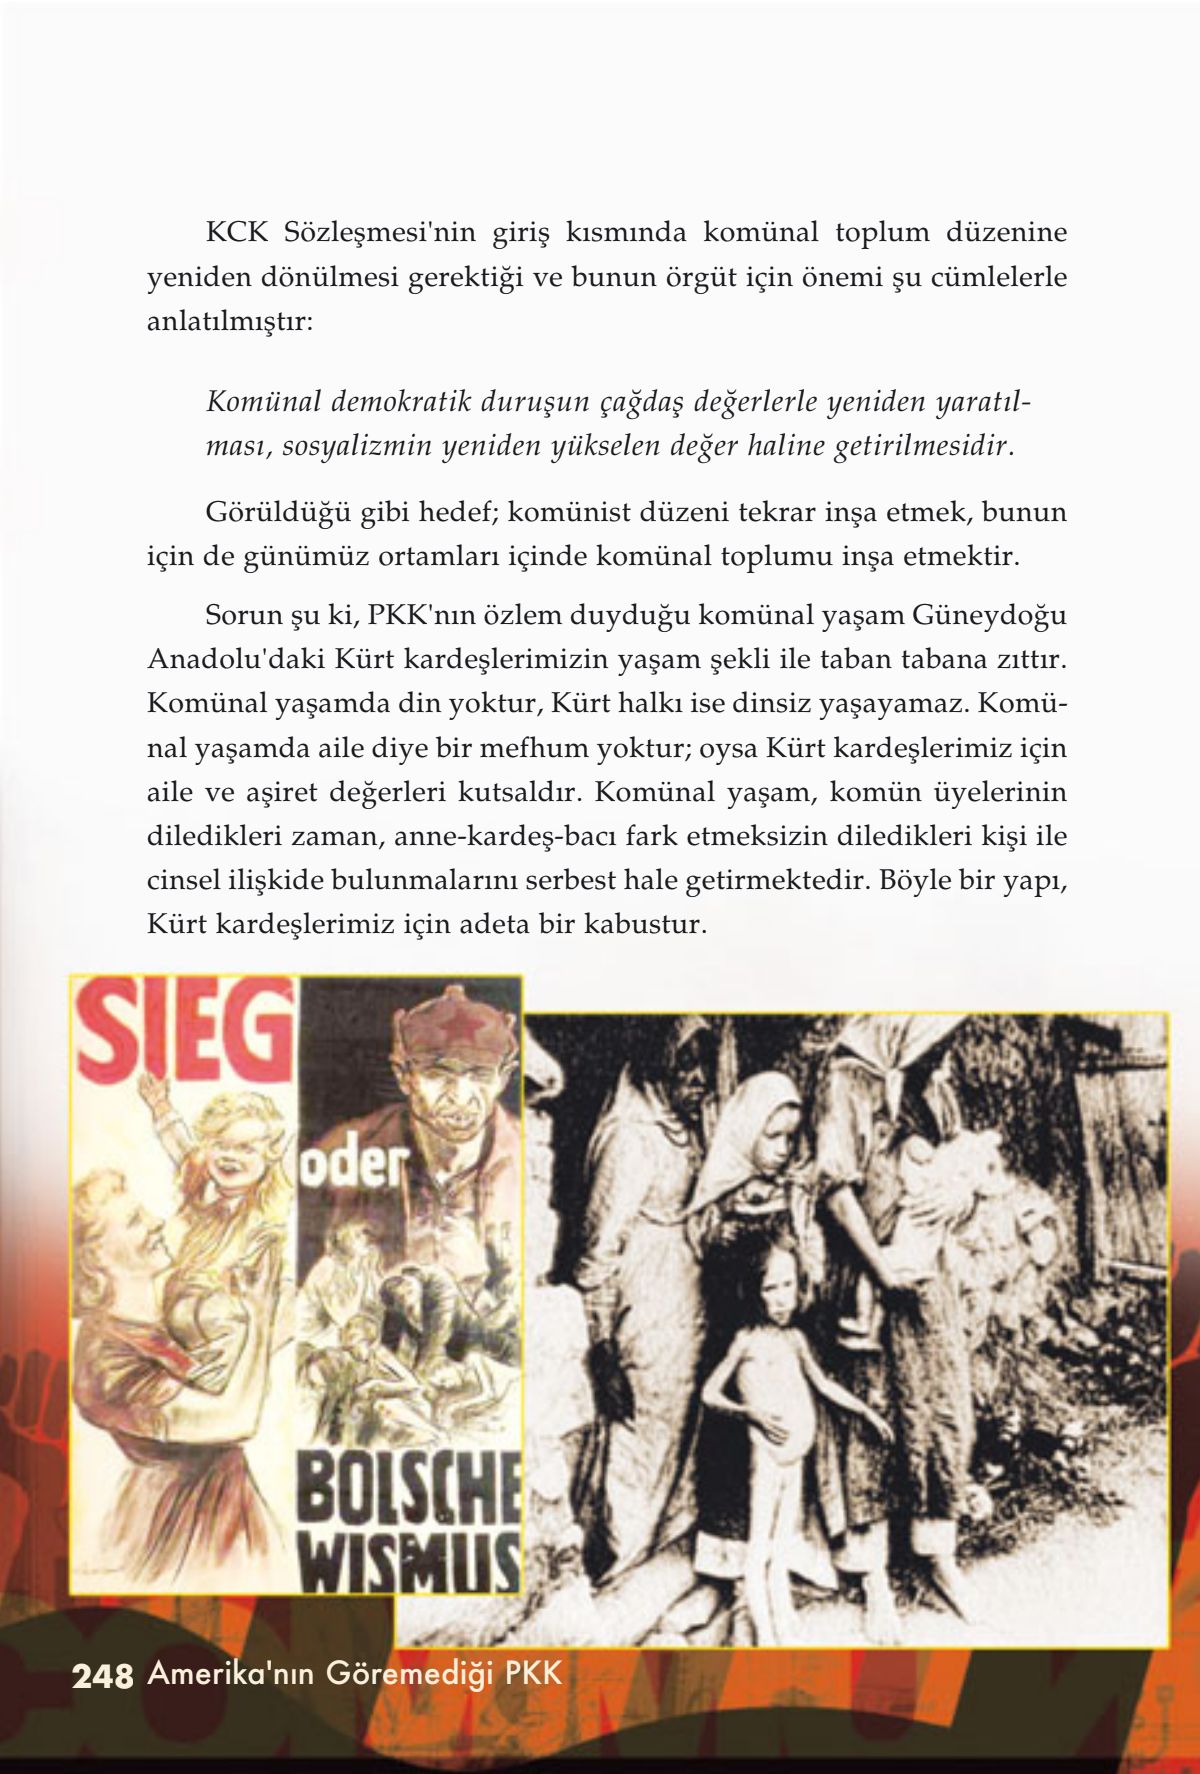 KCK Sözleşmesi'nin giriş kısmında komünal toplum düzenine
yeniden dönülmesi gerektiği ve bunun örgüt için önemi şu cümlelerle
anlatılmıştır:
Komünal demokratik duruşun çağdaş değerlerle yeniden yaratıl-
ması, sosyalizmin yeniden yükselen değer haline getirilmesidir.
Görüldüğü gibi hedef; komünist düzeni tekrar inşa etmek, bunun
için de günümüz ortamları içinde komünal toplumu inşa etmektir.
Sorun şu ki, PKK'nın özlem duyduğu komünal yaşam Güneydoğu
Anadolu'daki Kürt kardeşlerimizin yaşam şekli ile taban tabana zıttır.
Komünal yaşamda din yoktur, Kürt halkı ise dinsiz yaşayamaz. Komü-
nal yaşamda aile diye bir mefhum yoktur; oysa Kürt kardeşlerimiz için
aile ve aşiret değerleri kutsaldır. Komünal yaşam, komün üyelerinin
diledikleri zaman, anne-kardeş-bacı fark etmeksizin diledikleri kişi ile
cinsel ilişkide bulunmalarını serbest hale getirmektedir. Böyle bir yapı,
Kürt kardeşlerimiz için adeta bir kabustur.
SIEG
oder
BOLSCHE
WISMUS
248 Amerika'nın Göremediği PKK